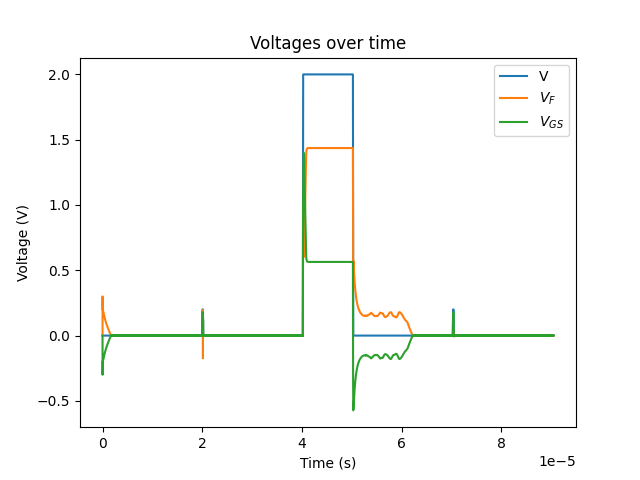 Voltages over time
V
V_F
V_GS
Voltage (V)
2.0
1.5
1.0
0.5
0.0
−0.5
0 2 4 6 8
1e−5
Time (s)